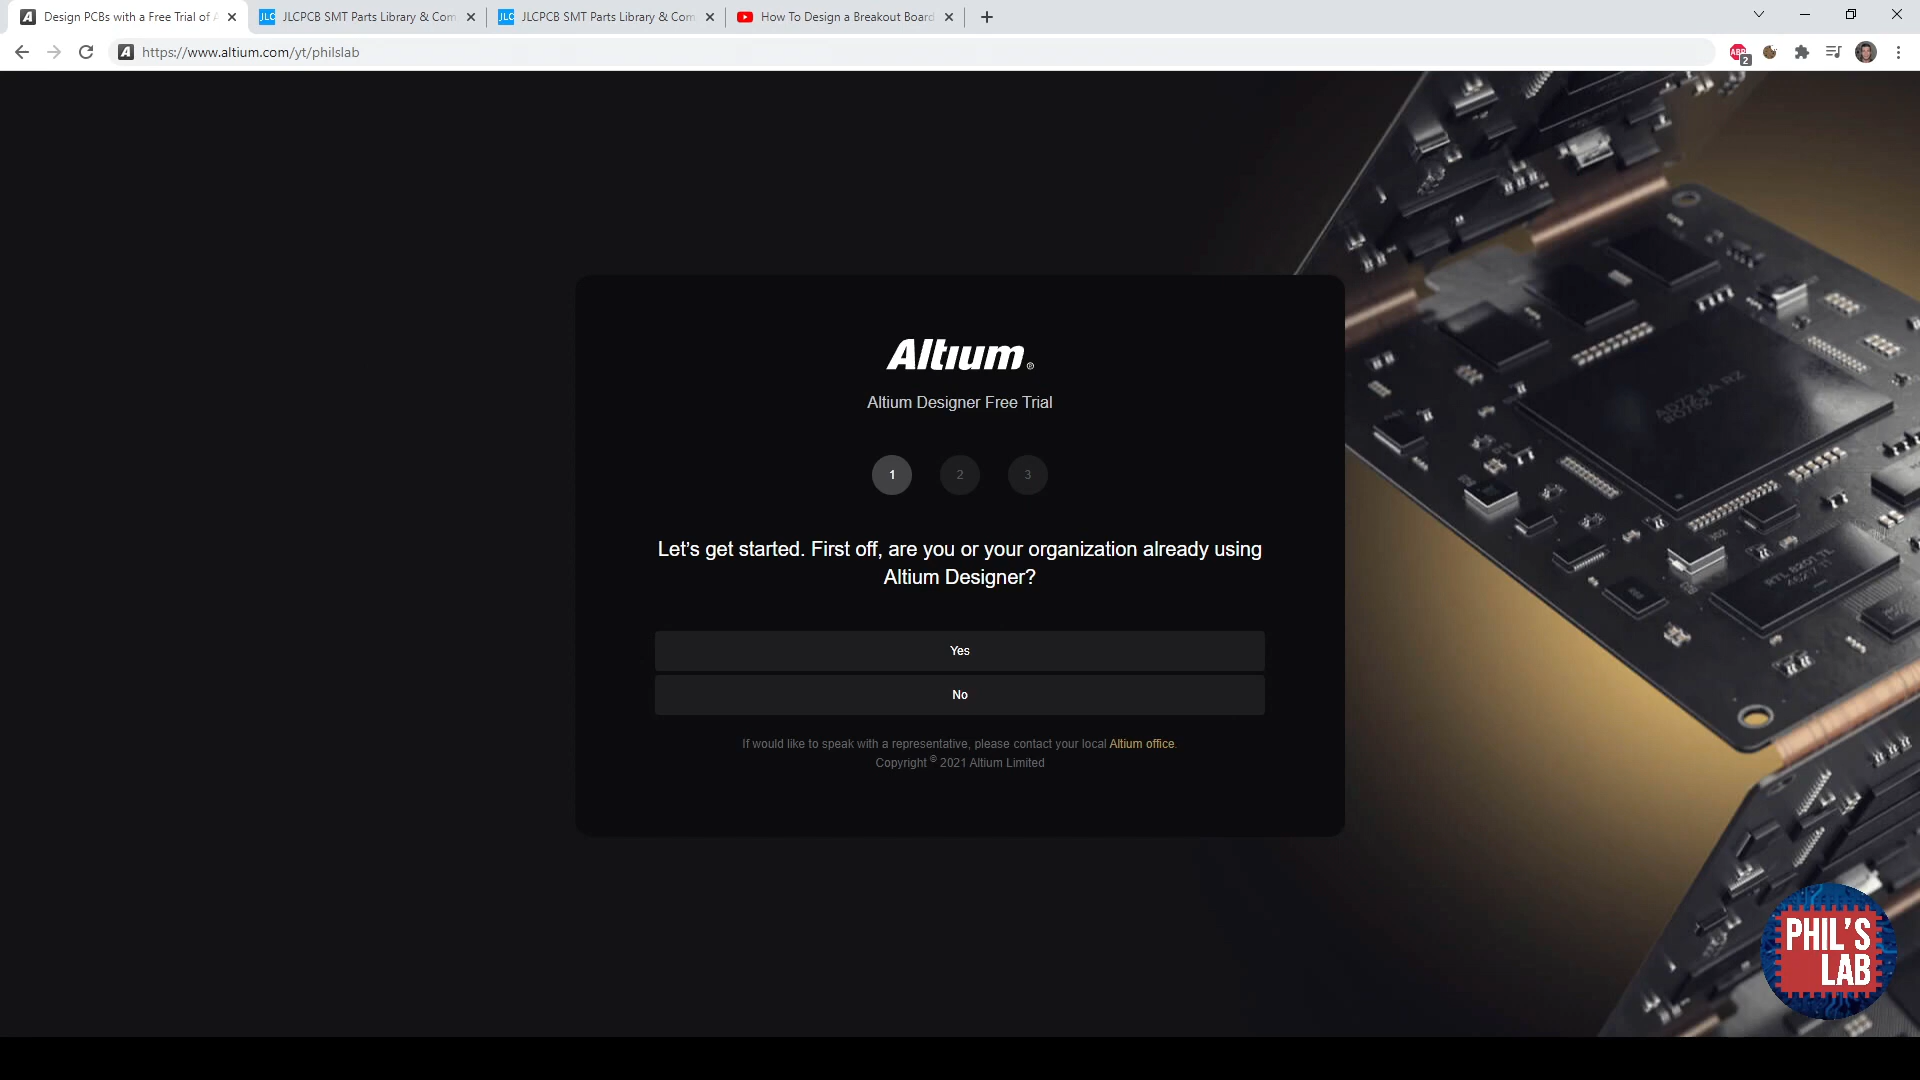 Design PCBs with a Free Trial of A
JLCPCB SMT Parts Library & Com
JLCPCB SMT Parts Library & Com
How To Design a Breakout Board
https://www.altium.com/yt/philslab
ABP
2
Altium®
Altium Designer Free Trial
1 2 3
Let's get started. First off, are you or your organization already using
Altium Designer?
Yes
No
If would like to speak with a representative, please contact your local Altium office.
Copyright © 2021 Altium Limited
PHIL'S
LAB